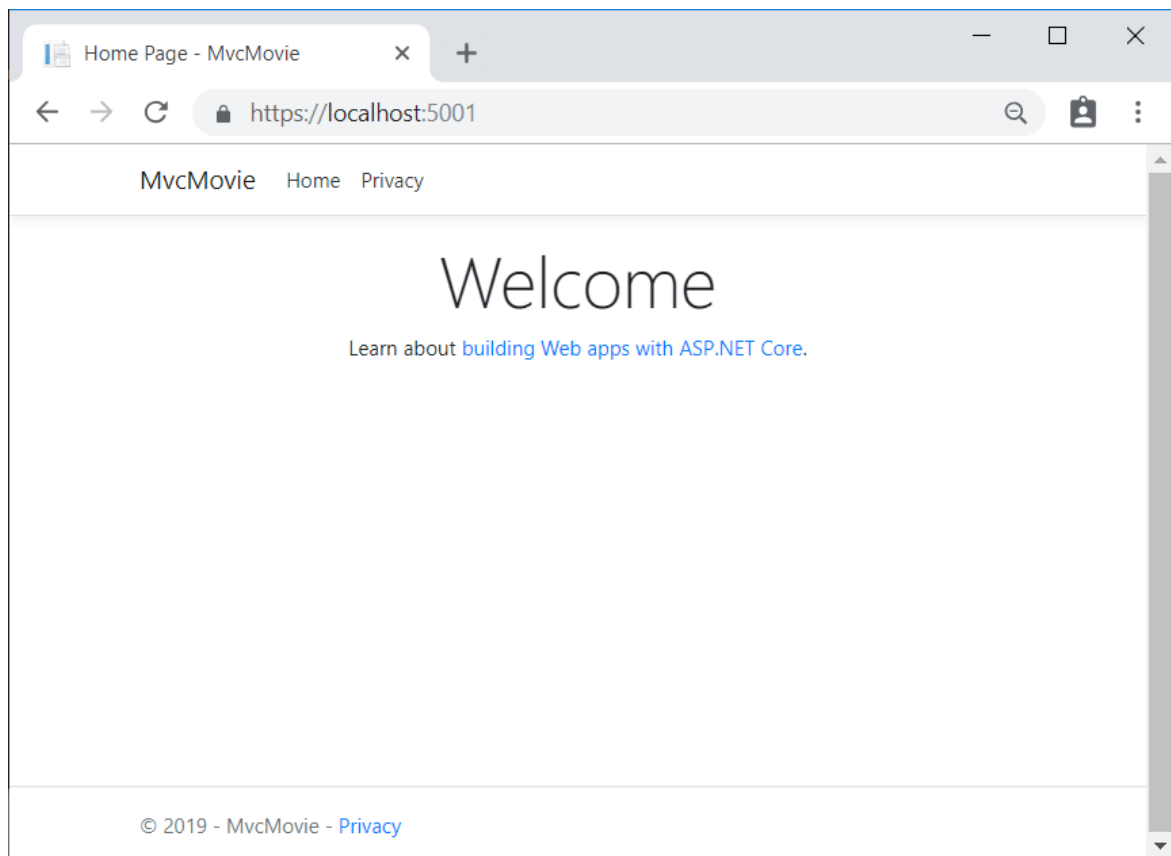 Home Page - MvcMovie
https://localhost:5001
MvcMovie Home Privacy
Welcome
Learn about building Web apps with ASP.NET Core.
© 2019 - MvcMovie - Privacy